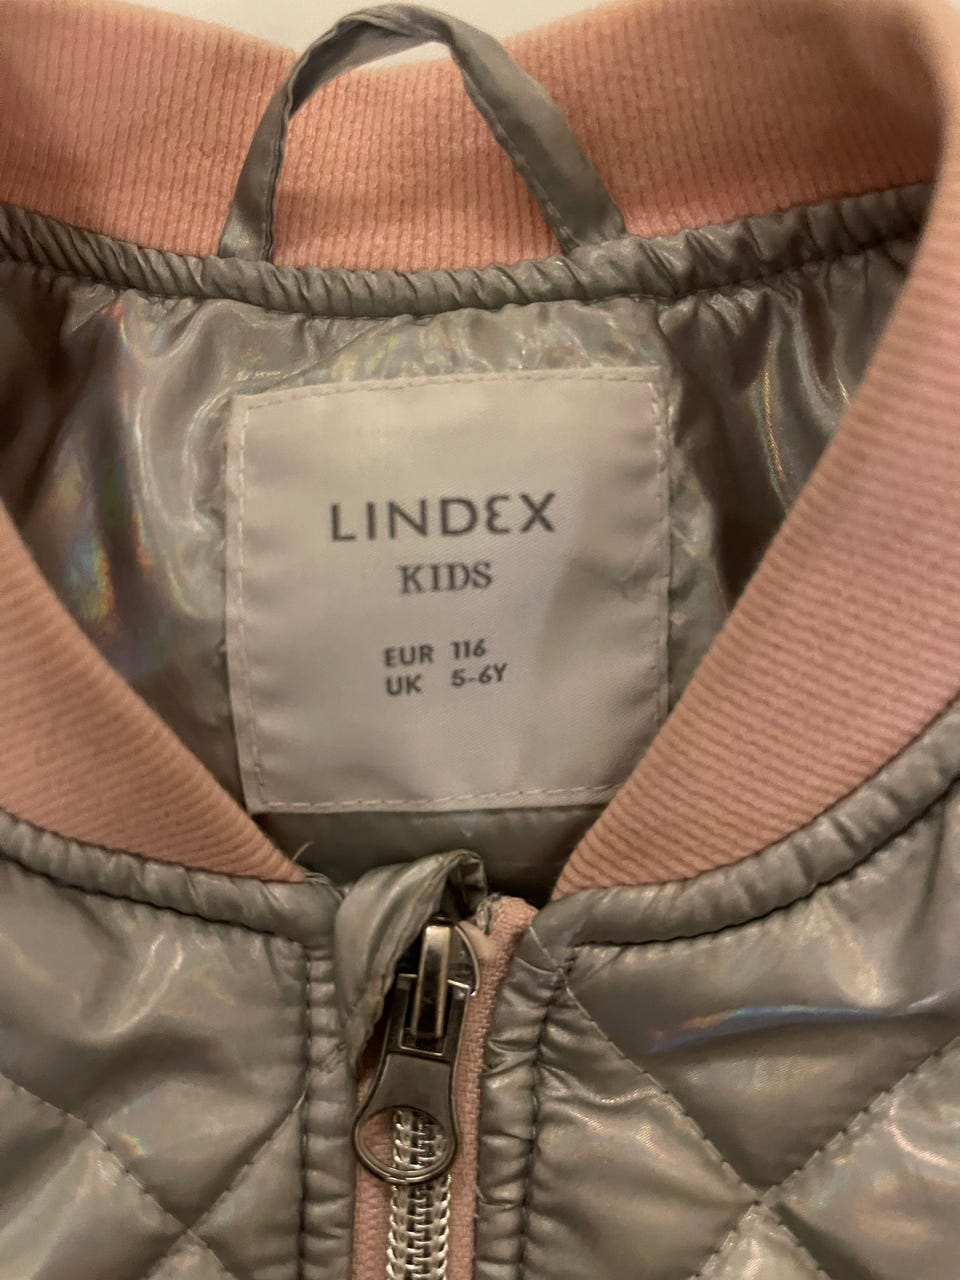 LINDEX
KIDS
EUR 116
UK 5-6Y